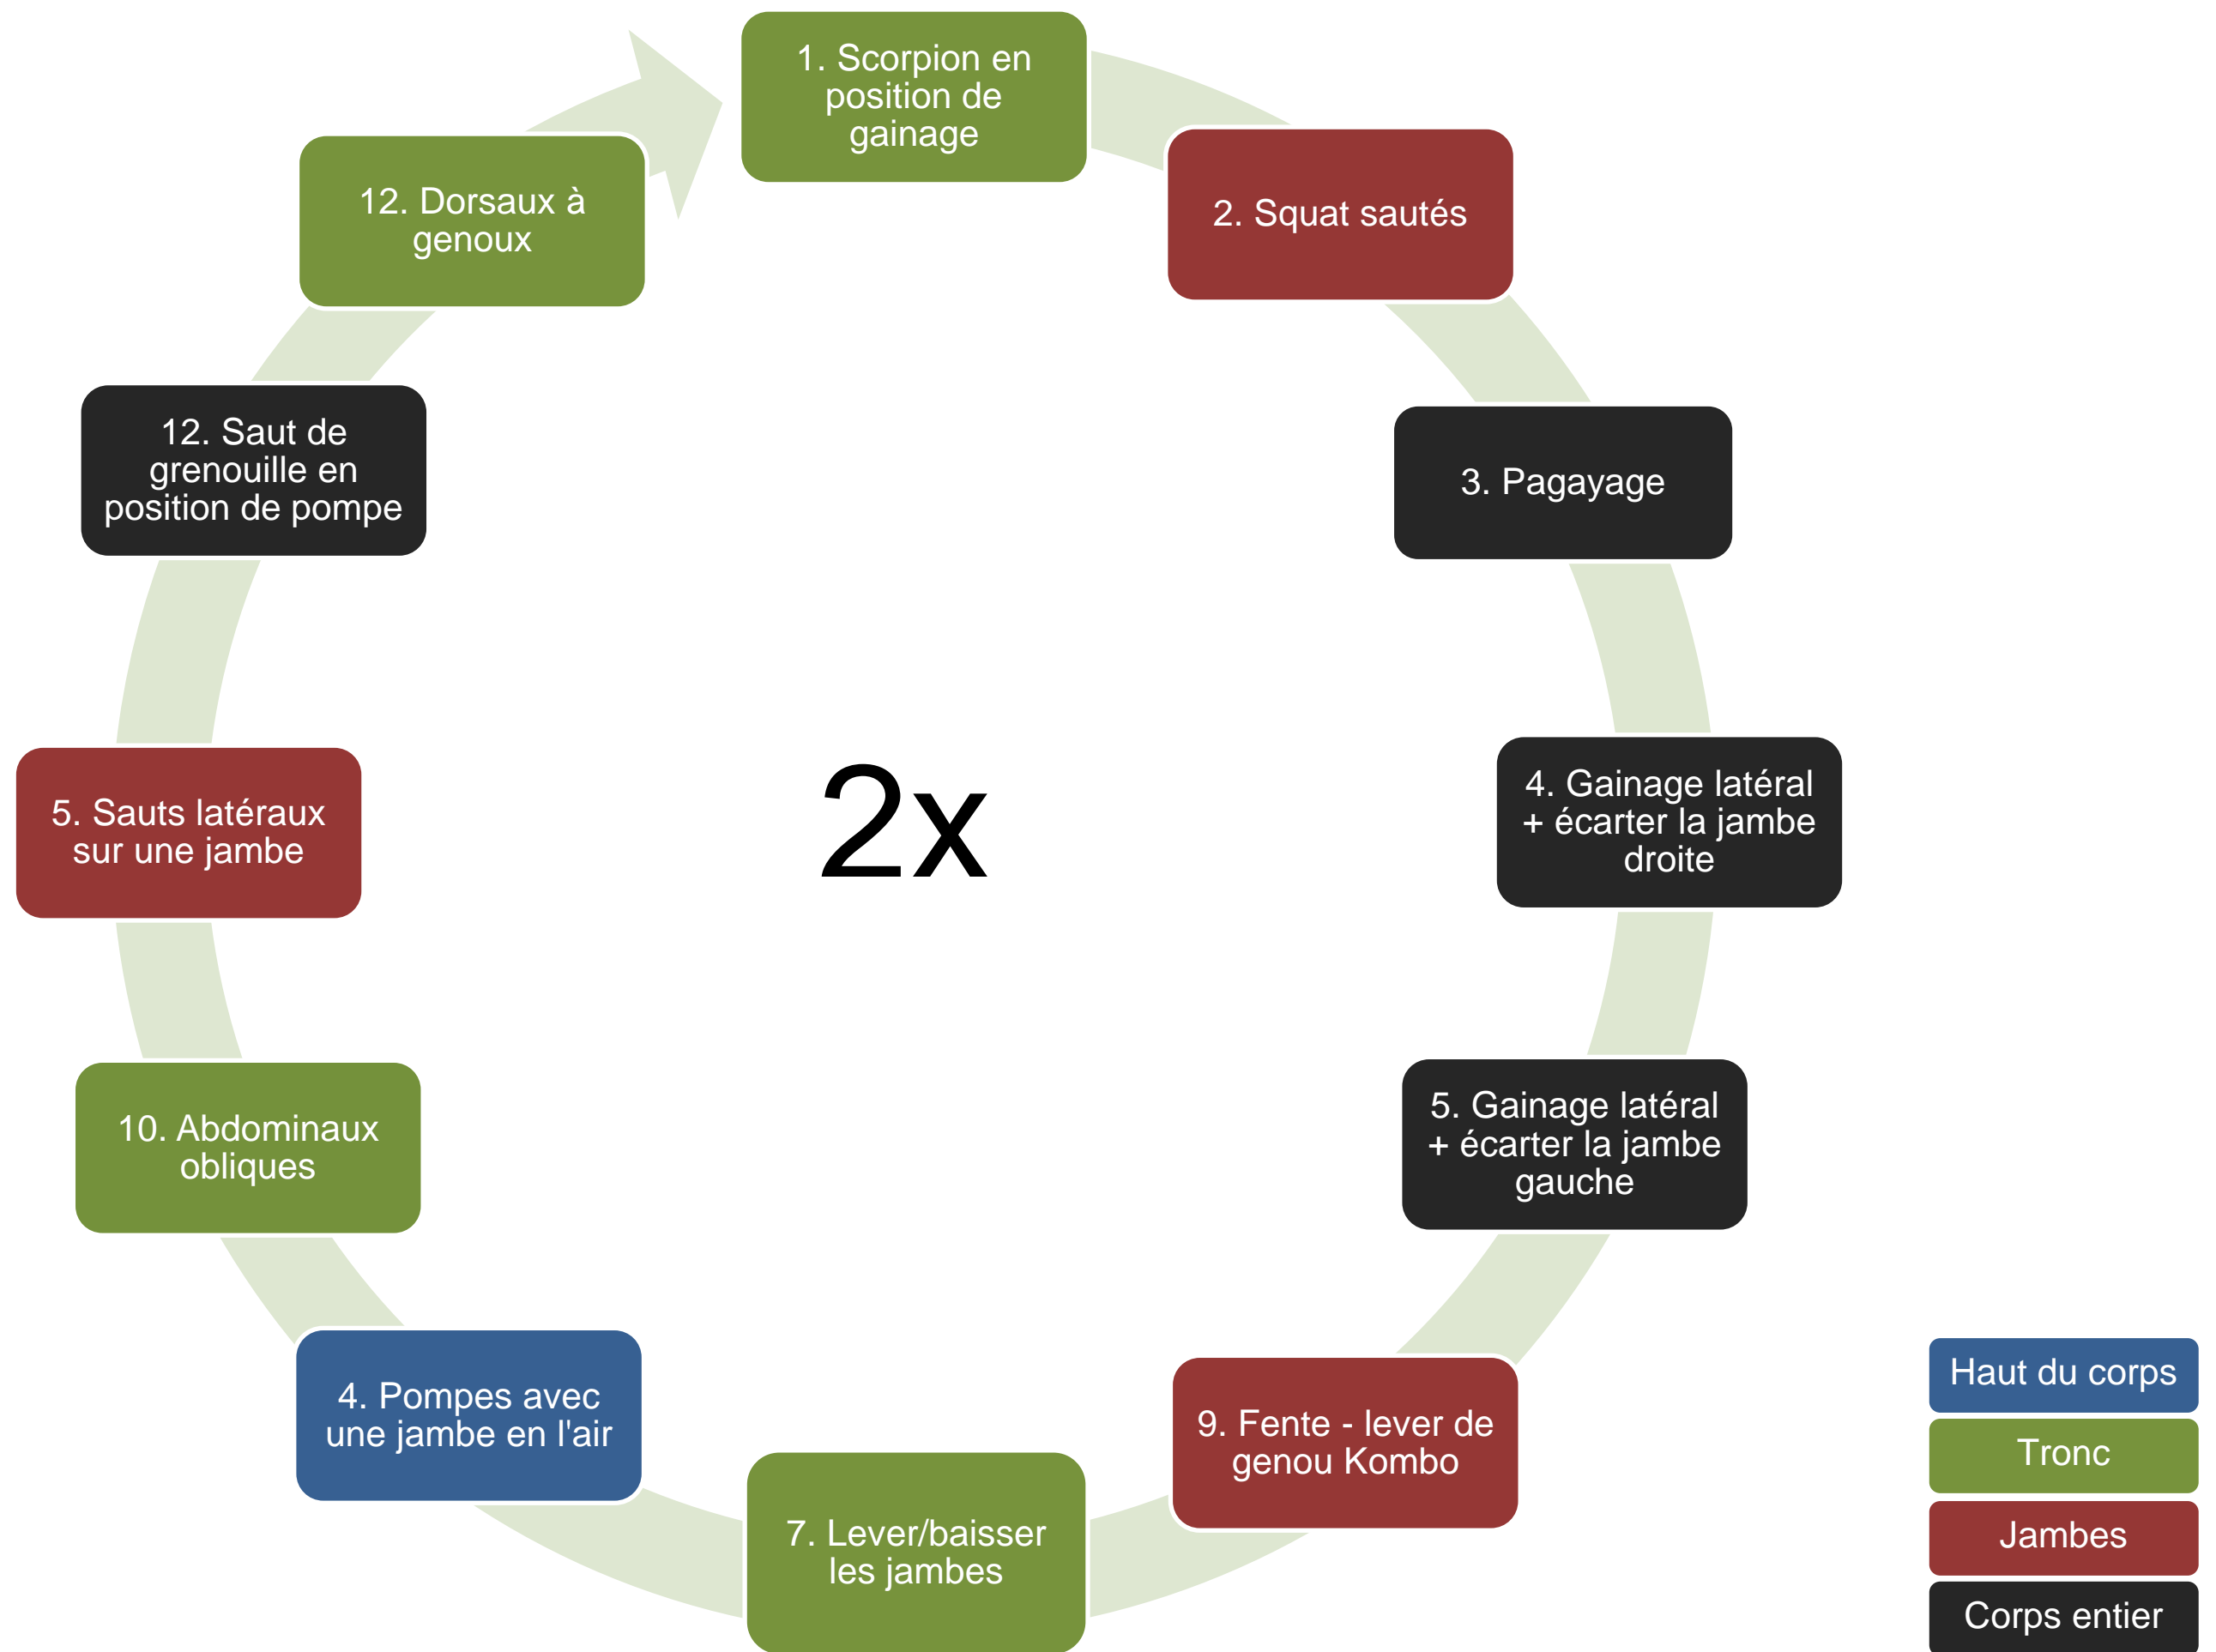 1. Scorpion en
position de
gainage
2. Squat sautés
3. Pagayage
4. Gainage latéral
+ écarter la jambe
droite
5. Gainage latéral
+ écarter la jambe
gauche
9. Fente - lever de
genou Kombo
7. Lever/baisser
les jambes
4. Pompes avec
une jambe en l'air
10. Abdominaux
obliques
5. Sauts latéraux
sur une jambe
12. Saut de
grenouille en
position de pompe
12. Dorsaux à
genoux
2x
Haut du corps
Tronc
Jambes
Corps entier